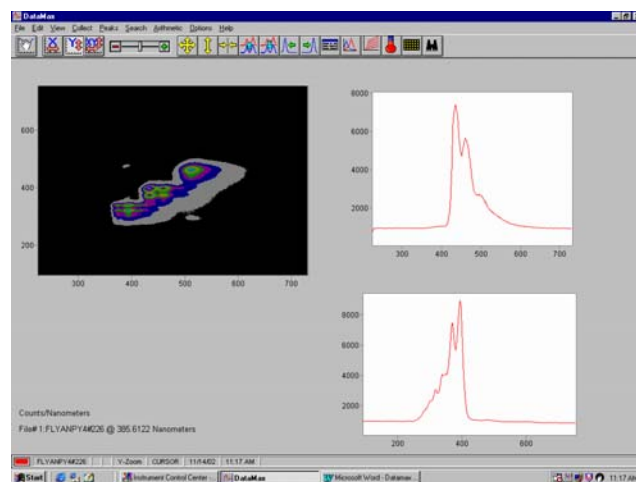 DataMax
File Edit View Collect Peaks Search Arithmetic Options Help
600
400
200
300 400 500 600 700
8000
6000
4000
2000
300 400 500 600 700
8000
6000
4000
2000
200 400 600
Counts/Nanometers
File# 1:FLYANPY4#226 @ 385.6122 Nanometers
FLYANPY4#226 Y-Zoom CURSOR 11/14/02 11:17 AM
Start Instrument Control Center ... DataMax Microsoft Word - Datamax ... 11:17 AM